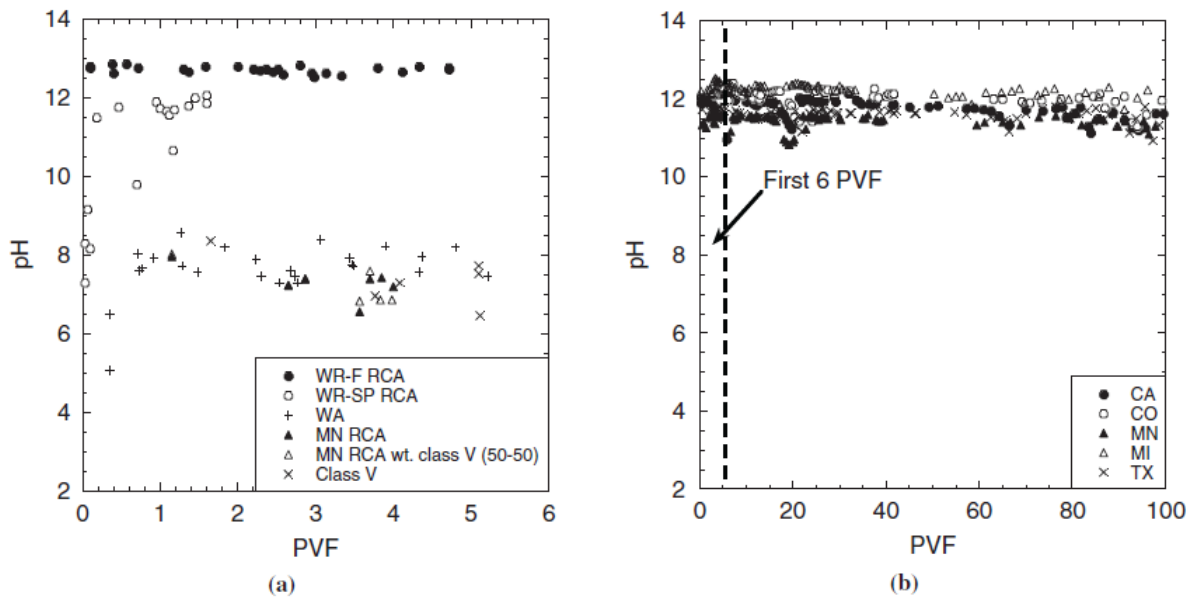 14
12
10
8
6
4
2
pH
WR-F RCA
WR-SP RCA
WA
MN RCA
MN RCA wt. class V (50-50)
Class V
0 1 2 3 4 5 6
PVF
(a)
14
12
10
8
6
4
2
pH
First 6 PVF
CA
CO
MN
MI
TX
0 20 40 60 80 100
PVF
(b)